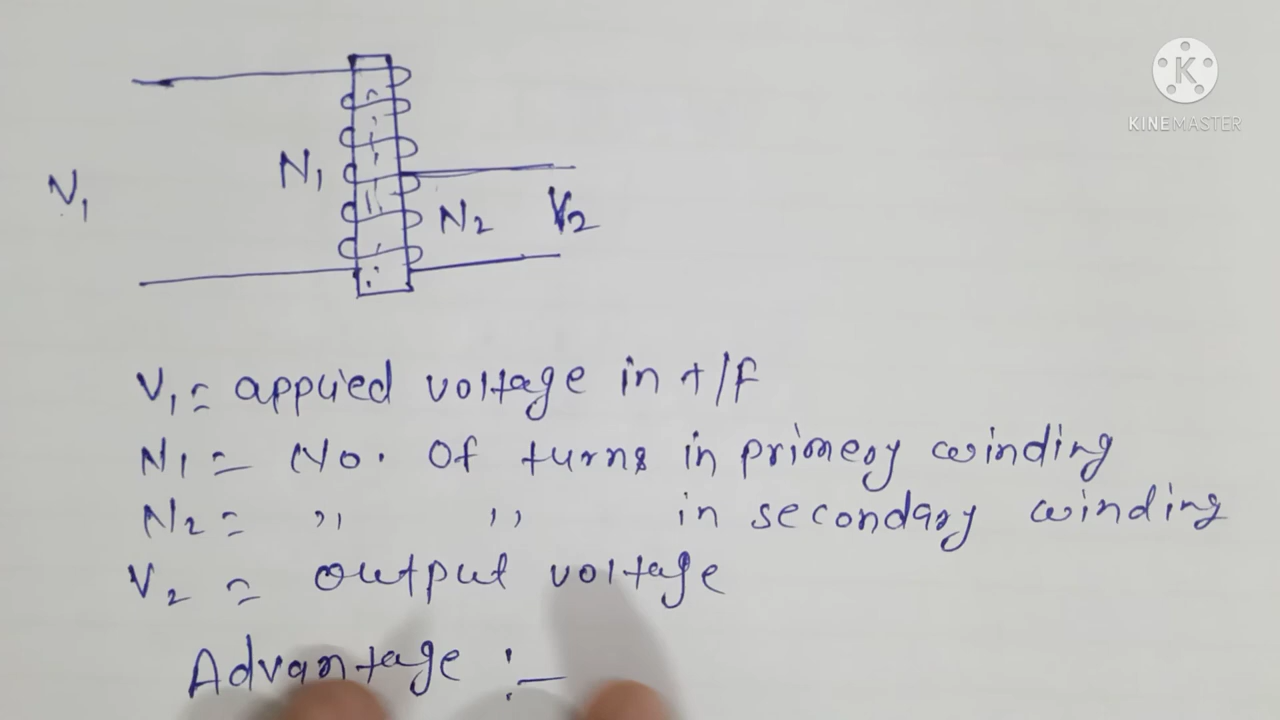 V₁
N₁
N₂
V₂
K
KINEMASTER
V₁ = applied voltage in t/f
N₁ = No. of turns in primery winding
N₂ = ,, ,, in secondary winding
V₂ = output voltage
Advantage :-